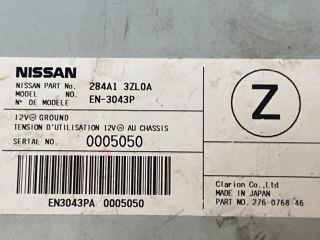 NISSAN
NISSAN PART No. 284A1 3ZL0A
MODEL NO. EN-3043P
N° DE MODÈLE
12V⊖ GROUND
TENSION D'UTILISATION 12V⊖ AU CHASSIS
SERIAL NO. 0005050
EN3043PA 0005050
Z
Clarion Co.,Ltd
MADE IN JAPAN
PART NO. 276-0768 46